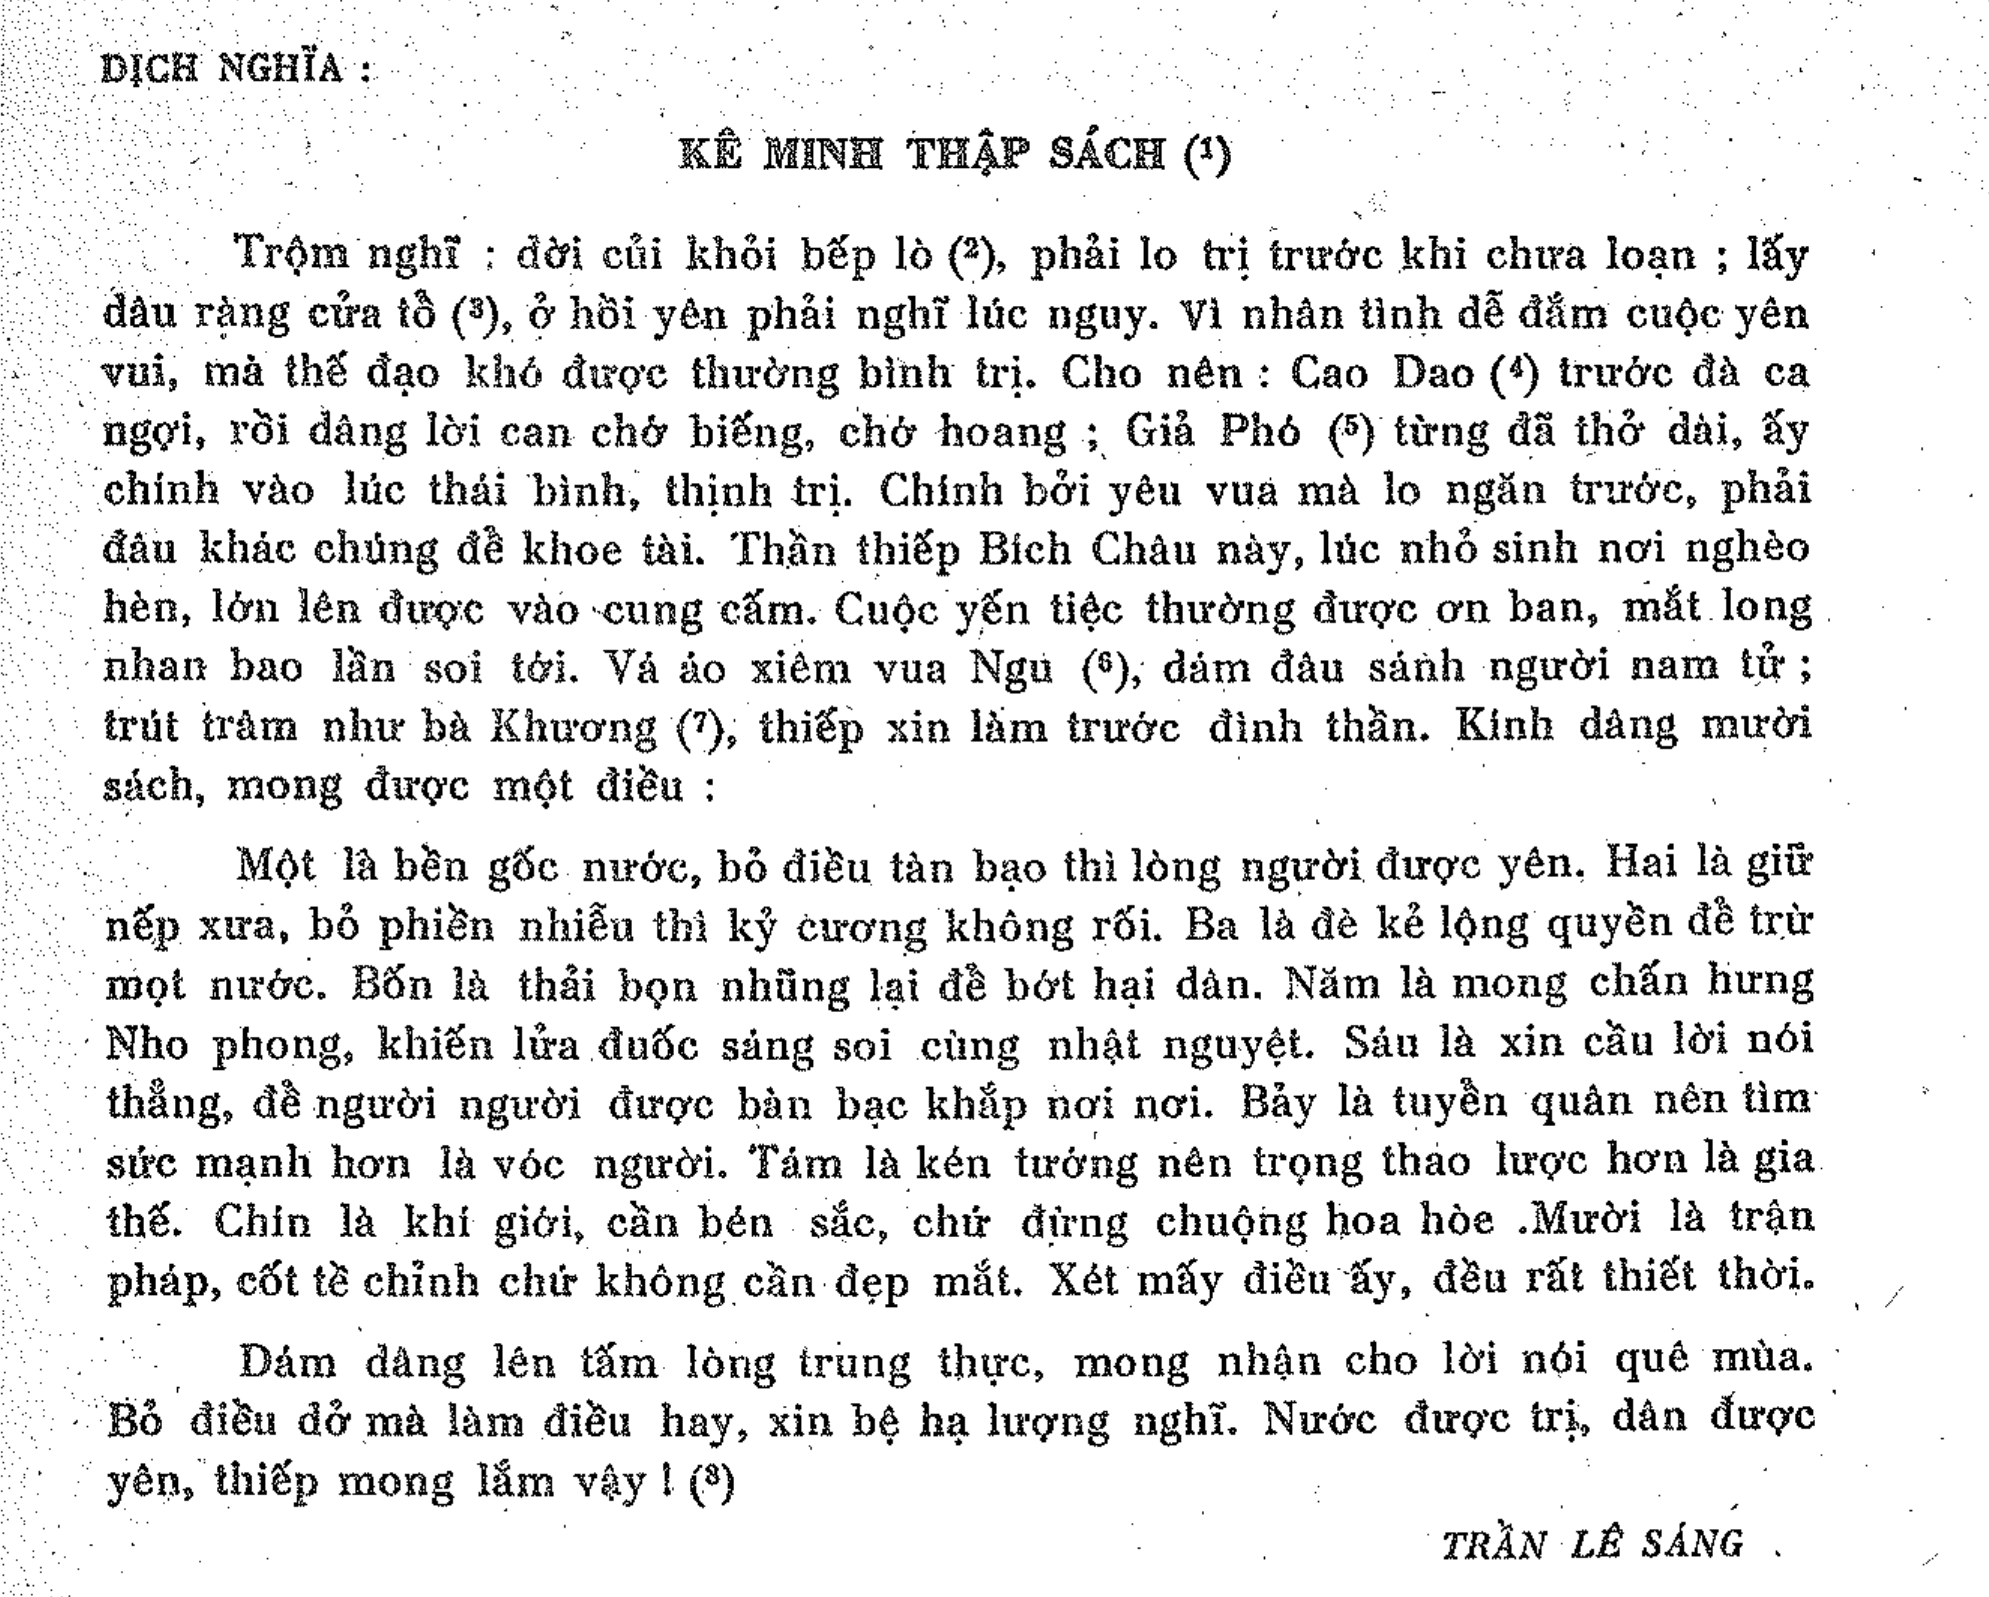 DỊCH NGHĨA :
KÊ MINH THẬP SÁCH (¹)
Trộm nghĩ : dời củi khỏi bếp lò (²), phải lo trị trước khi chưa loạn ; lấy
dâu ràng cửa tổ (³), ở hồi yên phải nghĩ lúc nguy. Vì nhân tình dễ đắm cuộc yên
vui, mà thế đạo khó được thường bình trị. Cho nên : Cao Dao (⁴) trước đà ca
ngợi, rồi dâng lời can chớ biếng, chớ hoang ; Giả Phó (⁵) từng đã thở dài, ấy
chính vào lúc thái bình, thịnh trị. Chính bởi yêu vua mà lo ngăn trước, phải
đâu khác chúng để khoe tài. Thần thiếp Bích Châu này, lúc nhỏ sinh nơi nghèo
hèn, lớn lên được vào cung cấm. Cuộc yến tiệc thường được ơn ban, mắt long
nhan bao lần soi tới. Vá áo xiêm vua Ngu (⁶), dám đâu sánh người nam tử ;
trút trâm như bà Khương (⁷), thiếp xin làm trước đình thần. Kính dâng mười
sách, mong được một điều :
Một là bền gốc nước, bỏ điều tàn bạo thì lòng người được yên. Hai là giữ
nếp xưa, bỏ phiền nhiễu thì kỷ cương không rối. Ba là đè kẻ lộng quyền để trừ
mọt nước. Bốn là thải bọn nhũng lại để bớt hại dân. Năm là mong chấn hưng
Nho phong, khiến lửa đuốc sáng soi cùng nhật nguyệt. Sáu là xin cầu lời nói
thẳng, để người người được bàn bạc khắp nơi nơi. Bảy là tuyển quân nên tìm
sức mạnh hơn là vóc người. Tám là kén tướng nên trọng thao lược hơn là gia
thế. Chín là khí giới, cần bén sắc, chứ đừng chuộng hoa hòe .Mười là trận
pháp, cốt tề chỉnh chứ không cần đẹp mắt. Xét mấy điều ấy, đều rất thiết thời.
Dám dâng lên tấm lòng trung thực, mong nhận cho lời nói quê mùa.
Bỏ điều dở mà làm điều hay, xin bệ hạ lượng nghĩ. Nước được trị, dân được
yên, thiếp mong lắm vậy ! (⁸)
TRẦN LÊ SÁNG